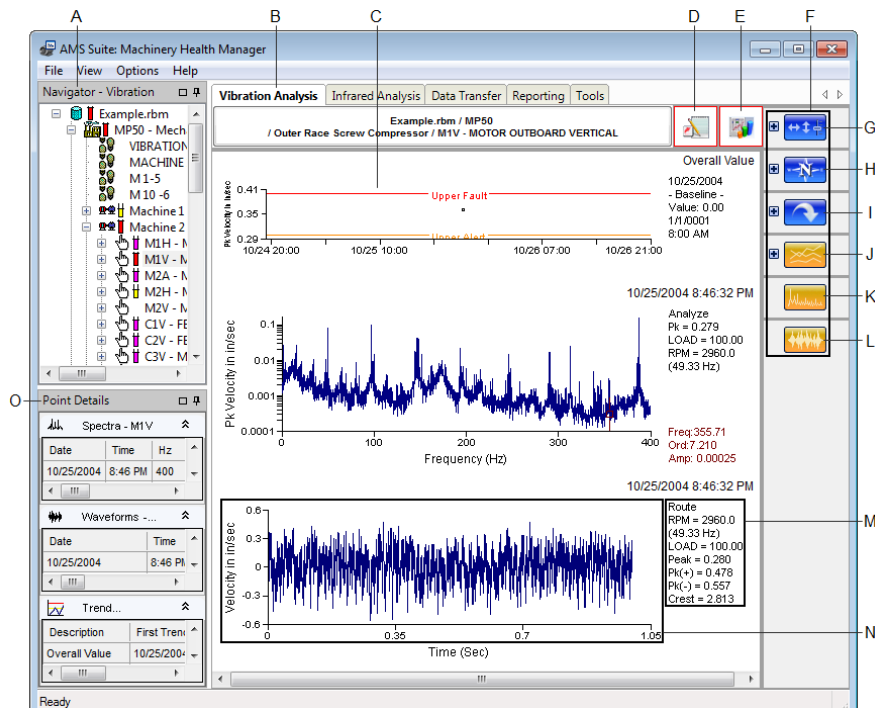 A
B
C
D
E
F
AMS Suite: Machinery Health Manager
File View Options Help
Navigator - Vibration
Vibration Analysis
Infrared Analysis
Data Transfer
Reporting
Tools
Example.rbm
MP50 - Mech
VIBRATION
MACHINE
M 1-5
M 10 -6
Machine 1
Machine 2
M1H - M
M1V - M
M2A - M
M2H - M
M2V - M
C1V - FE
C2V - FE
C3V - M
Example.rbm / MP50
/ Outer Race Screw Compressor / M1V - MOTOR OUTBOARD VERTICAL
G
H
N
I
J
K
L
Overall Value
Pk Velocity in in/sec
0.41
0.35
0.29
Upper Fault
Upper Alert
10/24 20:00
10/25 10:00
10/26 07:00
10/26 21:00
10/25/2004
- Baseline -
Value: 0.00
1/1/0001
8:00 AM
10/25/2004 8:46:32 PM
Pk Velocity in in/sec
0.1
0.01
0.001
0.0001
0
100
200
300
400
Frequency (Hz)
Analyze
Pk = 0.279
LOAD = 100.00
RPM = 2960.0
(49.33 Hz)
Freq:355.71
Ord:7.210
Amp: 0.00025
O
Point Details
Spectra - M1V
Date Time Hz
10/25/2004 8:46 PM 400
Waveforms -...
Date Time
10/25/2004 8:46 PM
Trend...
Description First Trend
Overall Value 10/25/2004
10/25/2004 8:46:32 PM
Velocity in in/sec
0.6
0.3
0
-0.3
-0.6
0
0.35
0.7
1.05
Time (Sec)
Route
RPM = 2960.0
(49.33 Hz)
LOAD = 100.00
Peak = 0.280
Pk(+) = 0.478
Pk(-) = 0.557
Crest = 2.813
M
N
Ready